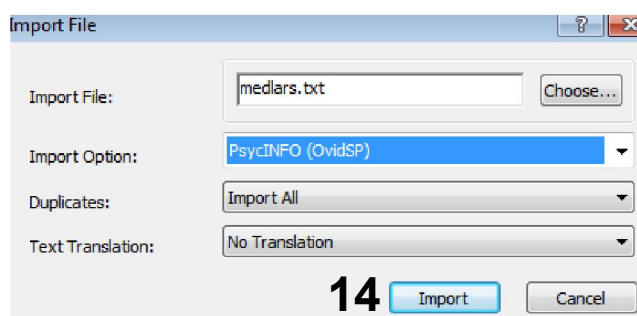 Import File
Import File: medlars.txt Choose...
Import Option: PsycINFO (OvidSP)
Duplicates: Import All
Text Translation: No Translation
14 Import Cancel